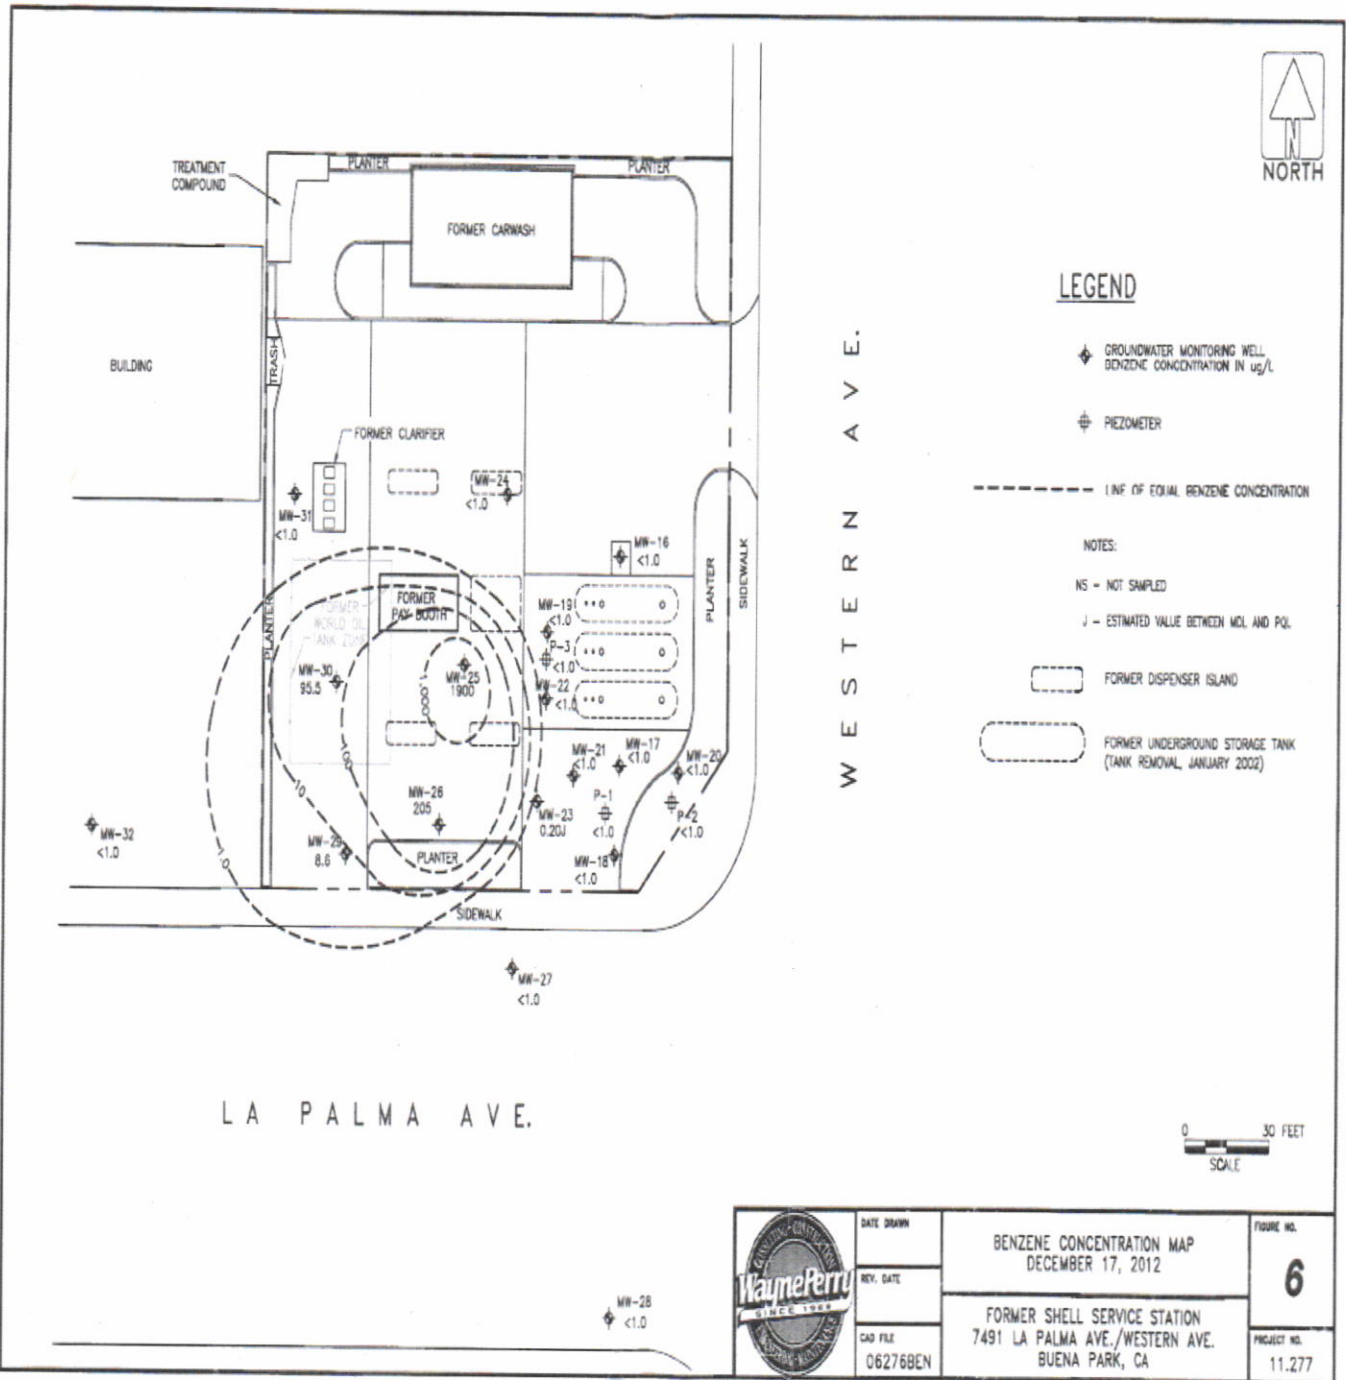 NORTH
TREATMENT
COMPOUND
PLANTER
PLANTER
FORMER CARWASH
BUILDING
TRASH
LEGEND
GROUNDWATER MONITORING WELL
BENZENE CONCENTRATION IN ug/L
PIEZOMETER
LINE OF EQUAL BENZENE CONCENTRATION
NOTES:
NS – NOT SAMPLED
J – ESTIMATED VALUE BETWEEN MDL AND PQL
FORMER DISPENSER ISLAND
FORMER UNDERGROUND STORAGE TANK
(TANK REMOVAL, JANUARY 2002)
FORMER CLARIFIER
MW-24
<1.0
MW-31
<1.0
MW-16
<1.0
PLANTER
SIDEWALK
WESTERN AVE.
FORMER
PAY BOOTH
FORMER
WORLD OIL
TANK ZONE
PLANTER
MW-19
<1.0
P-3
<1.0
MW-22
<1.0
MW-30
95.5
MW-25
1900
1,000
100
10
1.0
MW-21
<1.0
MW-17
<1.0
MW-20
<1.0
MW-26
205
MW-23
0.20J
P-1
<1.0
P-2
<1.0
MW-32
<1.0
MW-29
8.6
PLANTER
MW-18
<1.0
SIDEWALK
MW-27
<1.0
LA PALMA AVE.
0 30 FEET
SCALE
MW-28
<1.0
WaynePerry
SINCE 1968
DATE DRAWN
REV. DATE
CAD FILE
06276BEN
BENZENE CONCENTRATION MAP
DECEMBER 17, 2012
FORMER SHELL SERVICE STATION
7491 LA PALMA AVE./WESTERN AVE.
BUENA PARK, CA
FIGURE NO.
6
PROJECT NO.
11.277